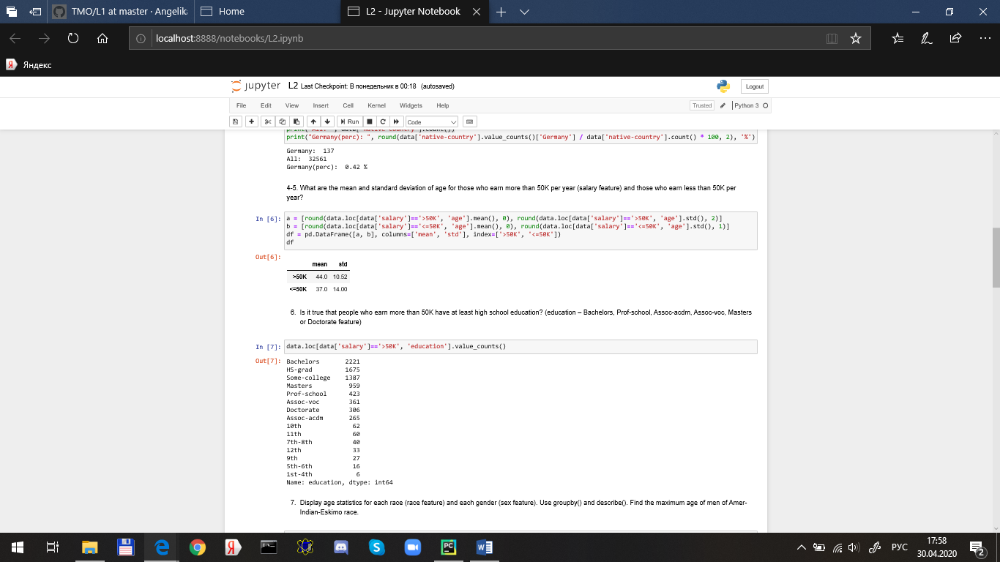 TMO/L1 at master · Angelik
Home
L2 - Jupyter Notebook
localhost:8888/notebooks/L2.ipynb
Яндекс
jupyter L2 Last Checkpoint: В понедельник в 00:18 (autosaved)
Logout
File Edit View Insert Cell Kernel Widgets Help
Trusted Python 3
Run Code
print("Germany(perc): ", round(data['native-country'].value_counts()['Germany'] / data['native-country'].count() * 100, 2), '%')
Germany: 137
All: 32561
Germany(perc): 0.42 %
4-5. What are the mean and standard deviation of age for those who earn more than 50K per year (salary feature) and those who earn less than 50K per
year?
In [6]: a = [round(data.loc[data['salary']=='>50K', 'age'].mean(), 0), round(data.loc[data['salary']=='>50K', 'age'].std(), 2)]
b = [round(data.loc[data['salary']=='<=50K', 'age'].mean(), 0), round(data.loc[data['salary']=='<=50K', 'age'].std(), 1)]
df = pd.DataFrame([a, b], columns=['mean', 'std'], index=['>50K', '<=50K'])
df
Out[6]:
mean std
>50K 44.0 10.52
<=50K 37.0 14.00
6. Is it true that people who earn more than 50K have at least high school education? (education – Bachelors, Prof-school, Assoc-acdm, Assoc-voc, Masters
or Doctorate feature)
In [7]: data.loc[data['salary']=='>50K', 'education'].value_counts()
Out[7]: Bachelors 2221
HS-grad 1675
Some-college 1387
Masters 959
Prof-school 423
Assoc-voc 361
Doctorate 306
Assoc-acdm 265
10th 62
11th 60
7th-8th 40
12th 33
9th 27
5th-6th 16
1st-4th 6
Name: education, dtype: int64
7. Display age statistics for each race (race feature) and each gender (sex feature). Use groupby() and describe(). Find the maximum age of men of Amer-
Indian-Eskimo race.
РУС
17:58
30.04.2020
2